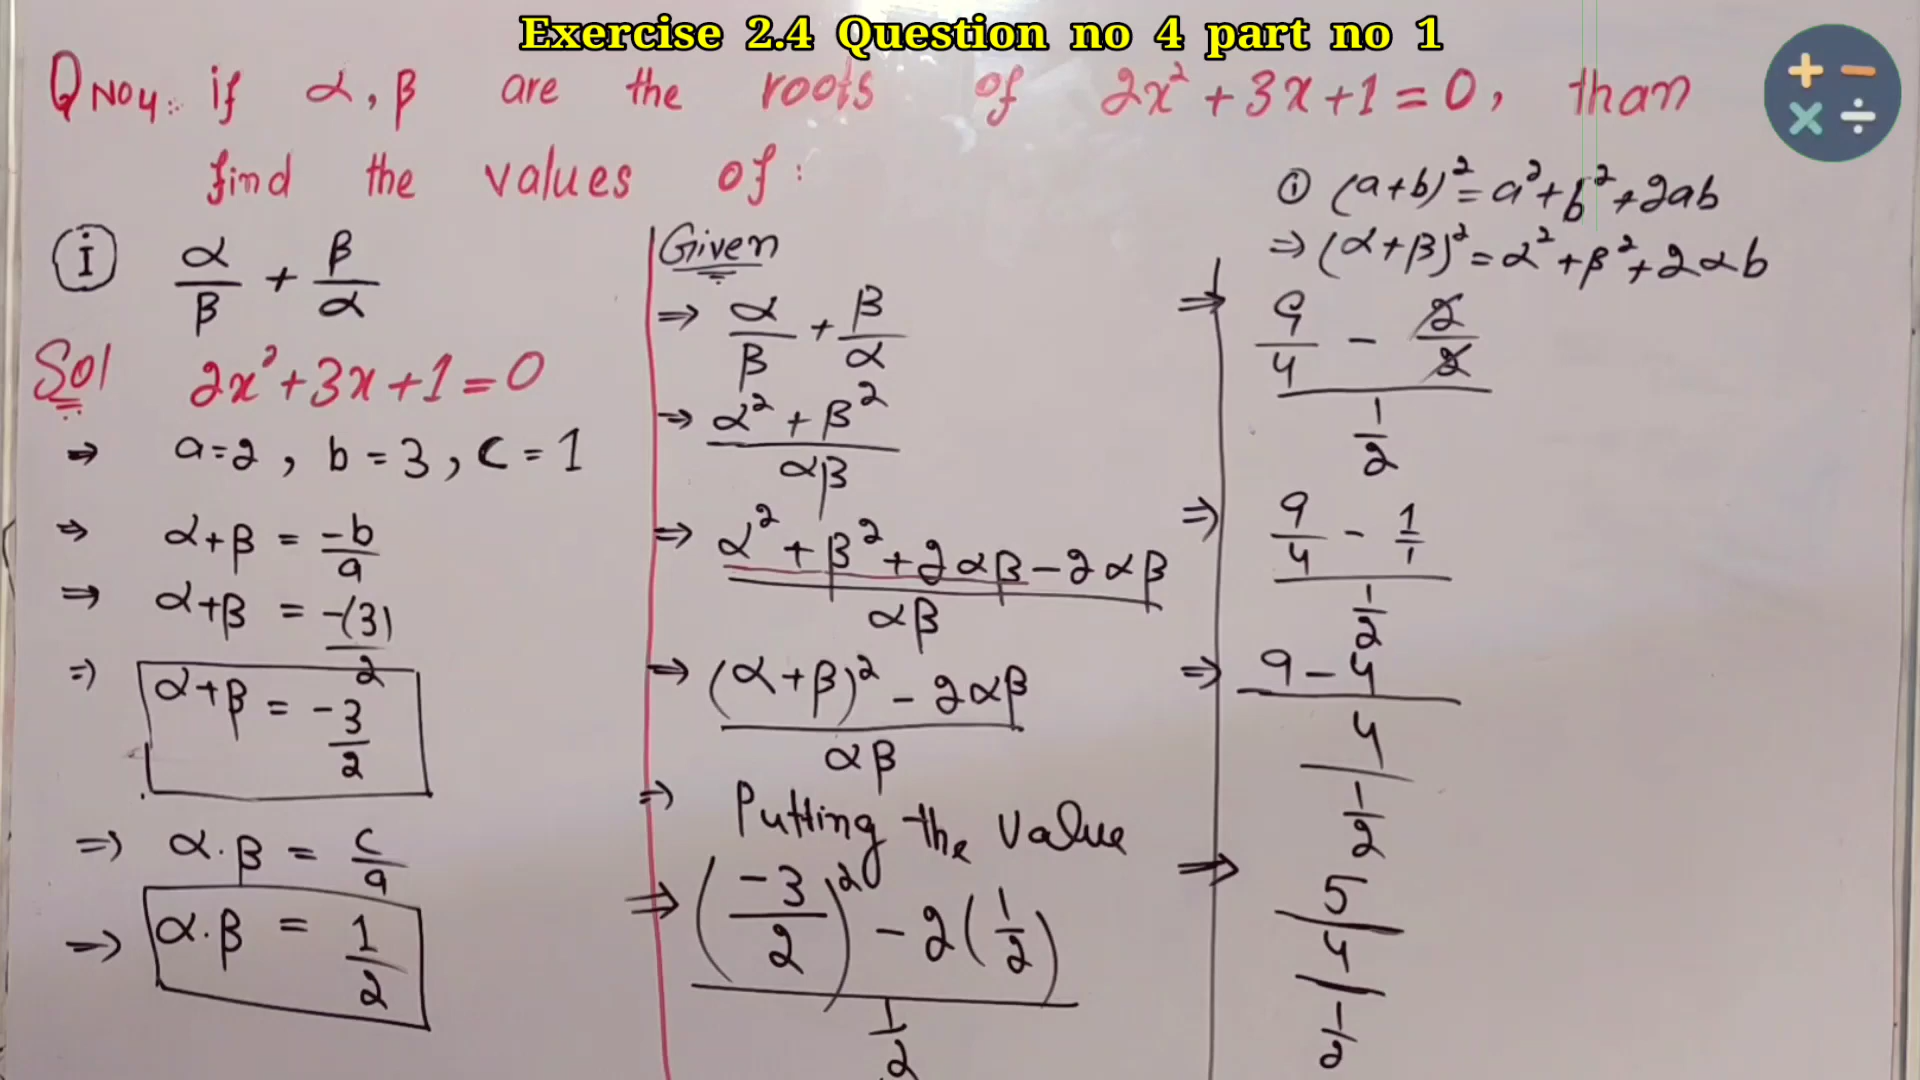 Exercise 2.4 Question no 4 part no 1
Q No4: if α, β are the roots of 2x² + 3x + 1 = 0, than
find the values of:
(i) α/β + β/α
Sol 2x² + 3x + 1 = 0
⇒ a = 2, b = 3, c = 1
⇒ α + β = -b/a
⇒ α + β = -(3)/2
⇒ α + β = -3/2
⇒ α . β = c/a
⇒ α . β = 1/2
Given
⇒ α/β + β/α
⇒ (α² + β²)/αβ
⇒ (α² + β² + 2αβ - 2αβ)/αβ
⇒ ((α + β)² - 2αβ)/αβ
⇒ Putting the value
⇒ ((-3/2)² - 2(1/2))/(1/2)
① (a+b)² = a² + b² + 2ab
⇒ (α + β)² = α² + β² + 2αb
⇒ (9/4 - 2/2)/(1/2)
⇒ (9/4 - 1/1)/(1/2)
⇒ ((9 - 4)/4)/(1/2)
⇒ (5/4)/(1/2)